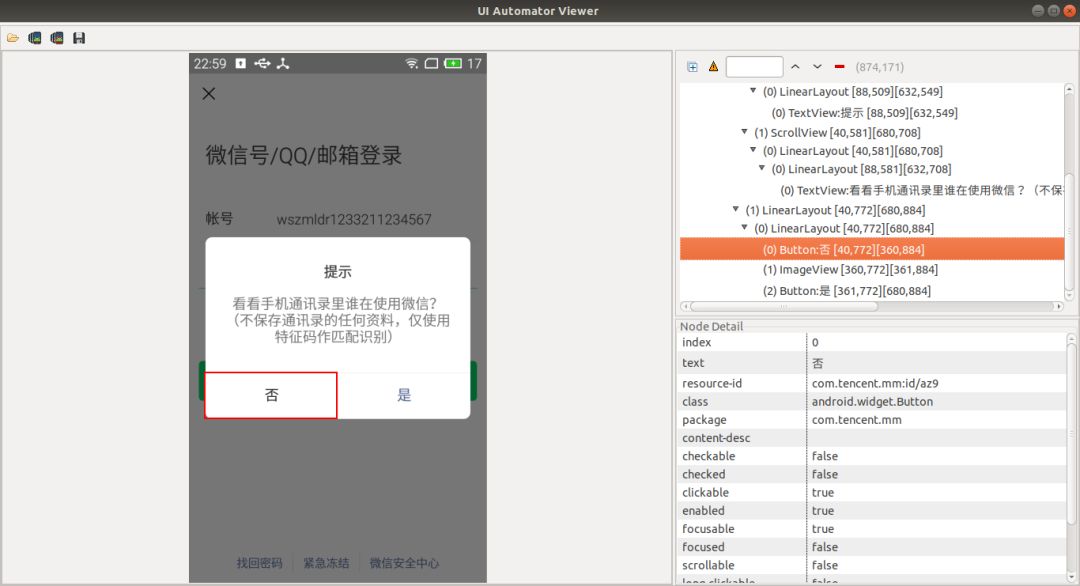 UI Automator Viewer
22:59
17
微信号/QQ/邮箱登录
帐号 wszmldr1233211234567
提示
看看手机通讯录里谁在使用微信？
（不保存通讯录的任何资料，仅使用
特征码作匹配识别）
否 是
找回密码 紧急冻结 微信安全中心
(874,171)
(0) LinearLayout [88,509][632,549]
(0) TextView:提示 [88,509][632,549]
(1) ScrollView [40,581][680,708]
(0) LinearLayout [40,581][680,708]
(0) LinearLayout [88,581][632,708]
(0) TextView:看看手机通讯录里谁在使用微信？（不保
(1) LinearLayout [40,772][680,884]
(0) LinearLayout [40,772][680,884]
(0) Button:否 [40,772][360,884]
(1) ImageView [360,772][361,884]
(2) Button:是 [361,772][680,884]
Node Detail
index 0
text 否
resource-id com.tencent.mm:id/az9
class android.widget.Button
package com.tencent.mm
content-desc
checkable false
checked false
clickable true
enabled true
focusable true
focused false
scrollable false
long-clickable false